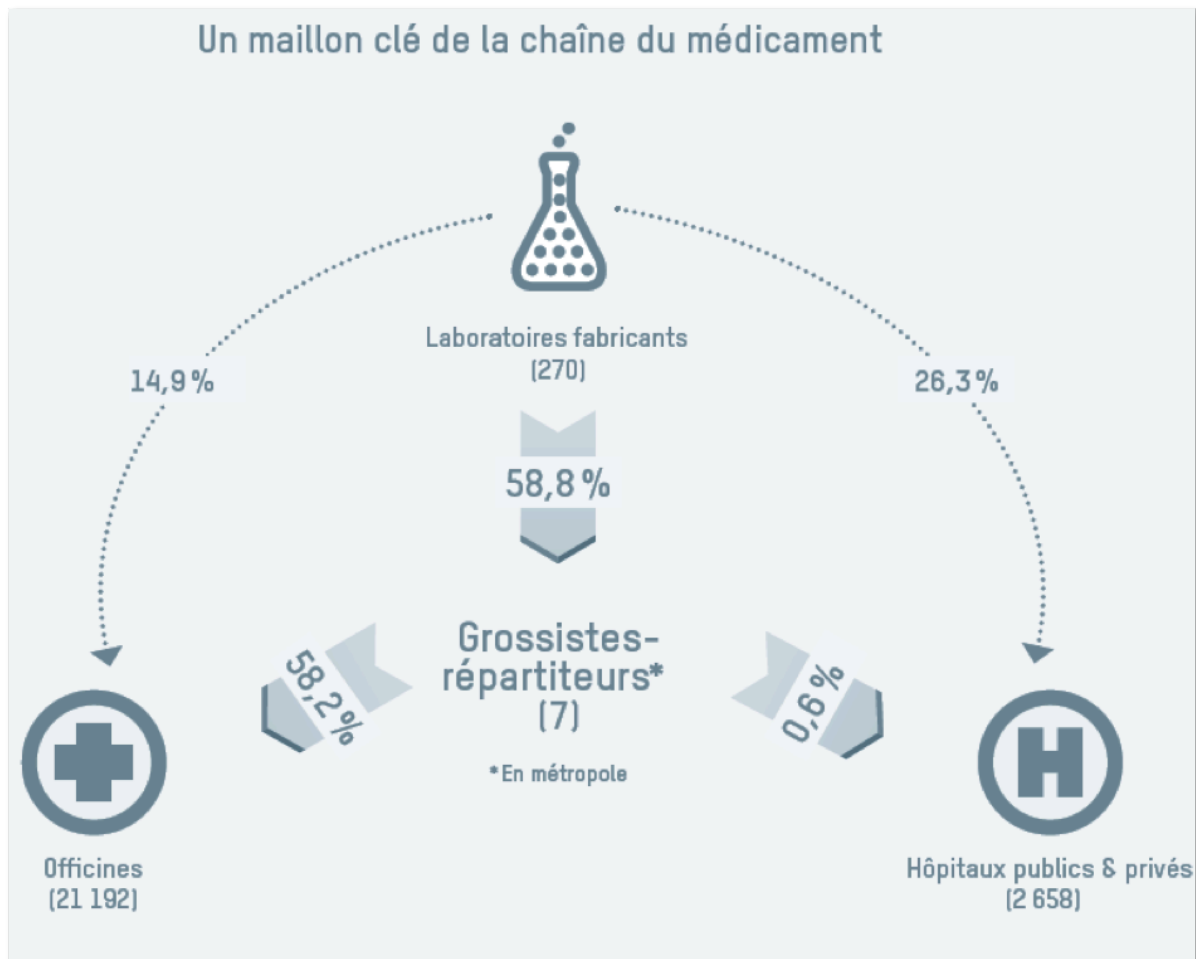 Un maillon clé de la chaîne du médicament
Laboratoires fabricants
(270)
14,9 %
26,3 %
58,8 %
58,2 %
Grossistes-
répartiteurs*
(7)
0,6 %
*En métropole
Officines
(21 192)
Hôpitaux publics & privés
(2 658)